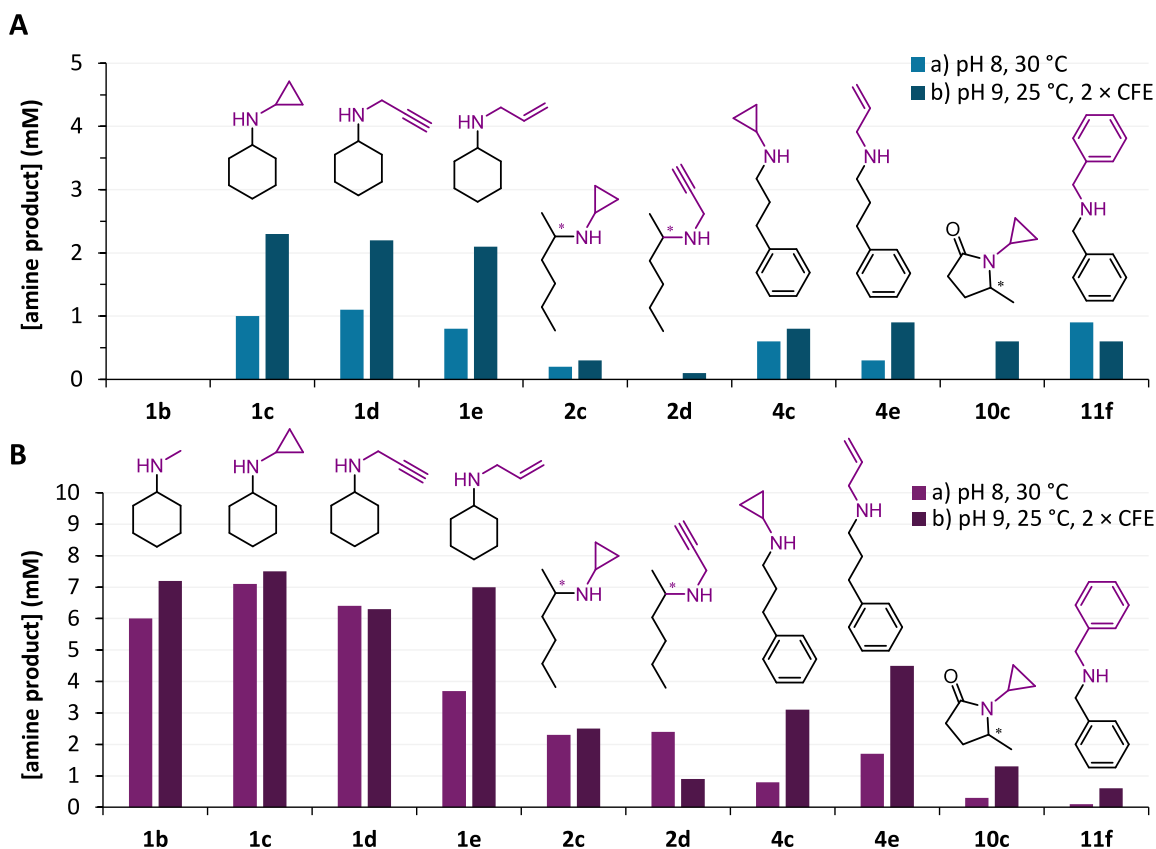 A
[amine product] (mM)
5
4
3
2
1
0
a) pH 8, 30 °C
b) pH 9, 25 °C, 2 × CFE
HN
HN
HN
NH
*
NH
*
NH
NH
O
N
*
NH
1b 1c 1d 1e 2c 2d 4c 4e 10c 11f
B
[amine product] (mM)
10
9
8
7
6
5
4
3
2
1
0
a) pH 8, 30 °C
b) pH 9, 25 °C, 2 × CFE
HN
HN
HN
HN
NH
*
NH
*
NH
NH
O
N
*
NH
1b 1c 1d 1e 2c 2d 4c 4e 10c 11f